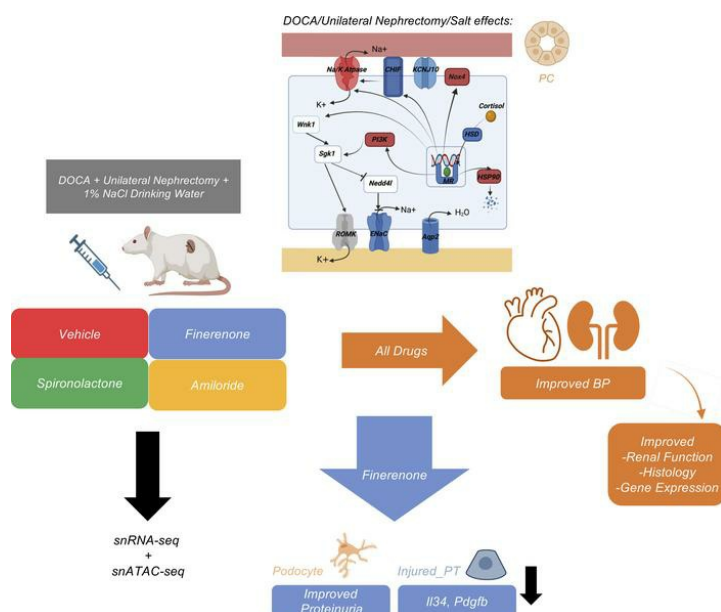 DOCA/Unilateral Nephrectomy/Salt effects:
Na+
Na/K Atpase
CHIF
KCNJ10
Nox4
PC
K+
Cortisol
Wnk1
HSD
PI3K
Sgk1
MR
HSP90
Nedd4l
Na+
H₂O
ROMK
ENaC
Aqp2
K+
DOCA + Unilateral Nephrectomy +
1% NaCl Drinking Water
Vehicle
Finerenone
Spironolactone
Amiloride
All Drugs
Improved BP
Improved
-Renal Function
-Histology
-Gene Expression
Finerenone
snRNA-seq
+
snATAC-seq
Podocyte
Injured_PT
Improved
Proteinuria
Il34, Pdgfb